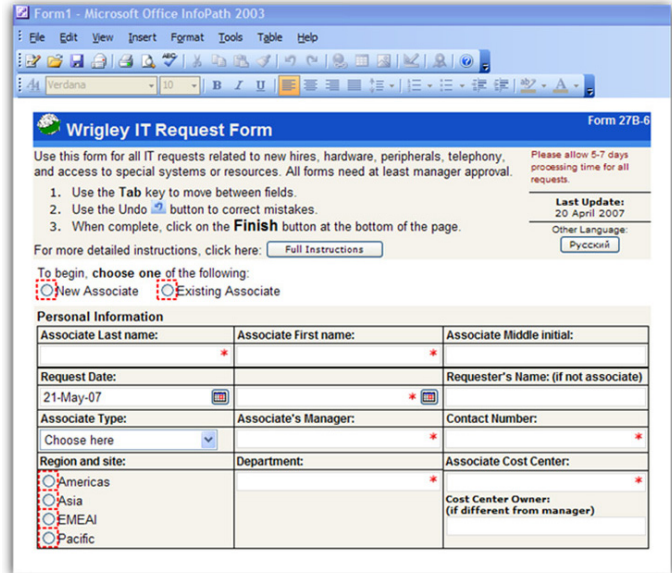 Form1 - Microsoft Office InfoPath 2003
File Edit View Insert Format Tools Table Help
Verdana 10 B I U
Wrigley IT Request Form
Form 27B-6
Use this form for all IT requests related to new hires, hardware, peripherals, telephony,
and access to special systems or resources. All forms need at least manager approval.
1. Use the Tab key to move between fields.
2. Use the Undo button to correct mistakes.
3. When complete, click on the Finish button at the bottom of the page.
For more detailed instructions, click here: Full Instructions
Please allow 5-7 days
processing time for all
requests.
Last Update:
20 April 2007
Other Language:
Русский
To begin, choose one of the following:
New Associate Existing Associate
Personal Information
Associate Last name: Associate First name: Associate Middle initial:
* *
Request Date: Requester's Name: (if not associate)
21-May-07 *
Associate Type: Associate's Manager: Contact Number:
Choose here * *
Region and site: Department: Associate Cost Center:
Americas * *
Asia
EMEAI
Pacific
Cost Center Owner:
(if different from manager)